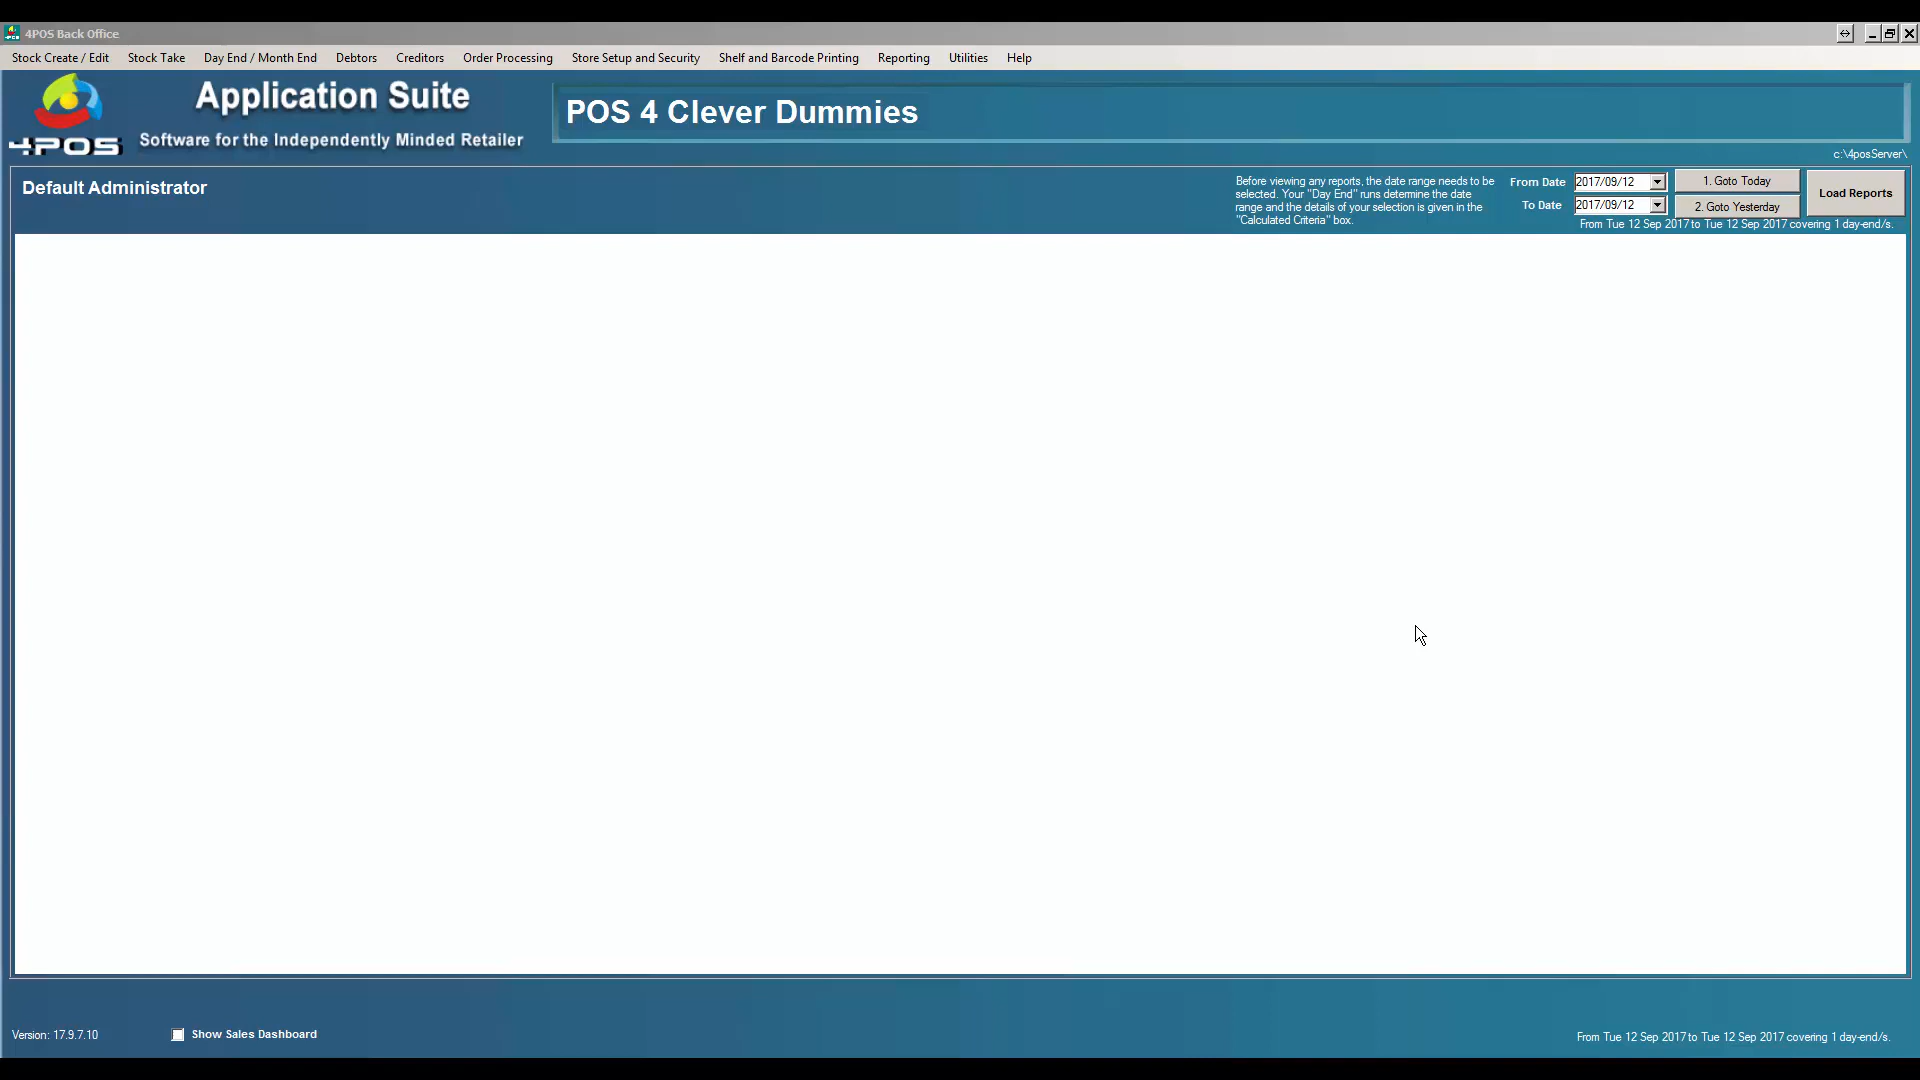 4POS Back Office
Stock Create / Edit Stock Take Day End / Month End Debtors Creditors Order Processing Store Setup and Security Shelf and Barcode Printing Reporting Utilities Help
4POS
Application Suite
Software for the Independently Minded Retailer
POS 4 Clever Dummies
c:\4posServer\
Default Administrator
Before viewing any reports, the date range needs to be
selected. Your "Day End" runs determine the date
range and the details of your selection is given in the
"Calculated Criteria" box.
From Date 2017/09/12 1. Goto Today
To Date 2017/09/12 2. Goto Yesterday
Load Reports
From Tue 12 Sep 2017 to Tue 12 Sep 2017 covering 1 day-end/s.
Version: 17.9.7.10 Show Sales Dashboard
From Tue 12 Sep 2017 to Tue 12 Sep 2017 covering 1 day-end/s.